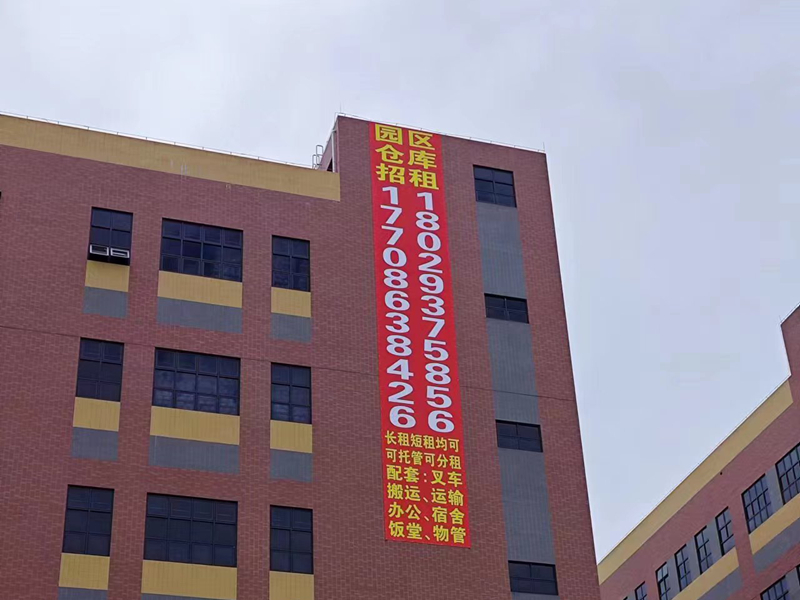 园区
仓库
招租
17708638426
18029375856
长租短租均可
可托管可分租
配套：叉车
搬运、运输
办公、宿舍
饭堂、物管